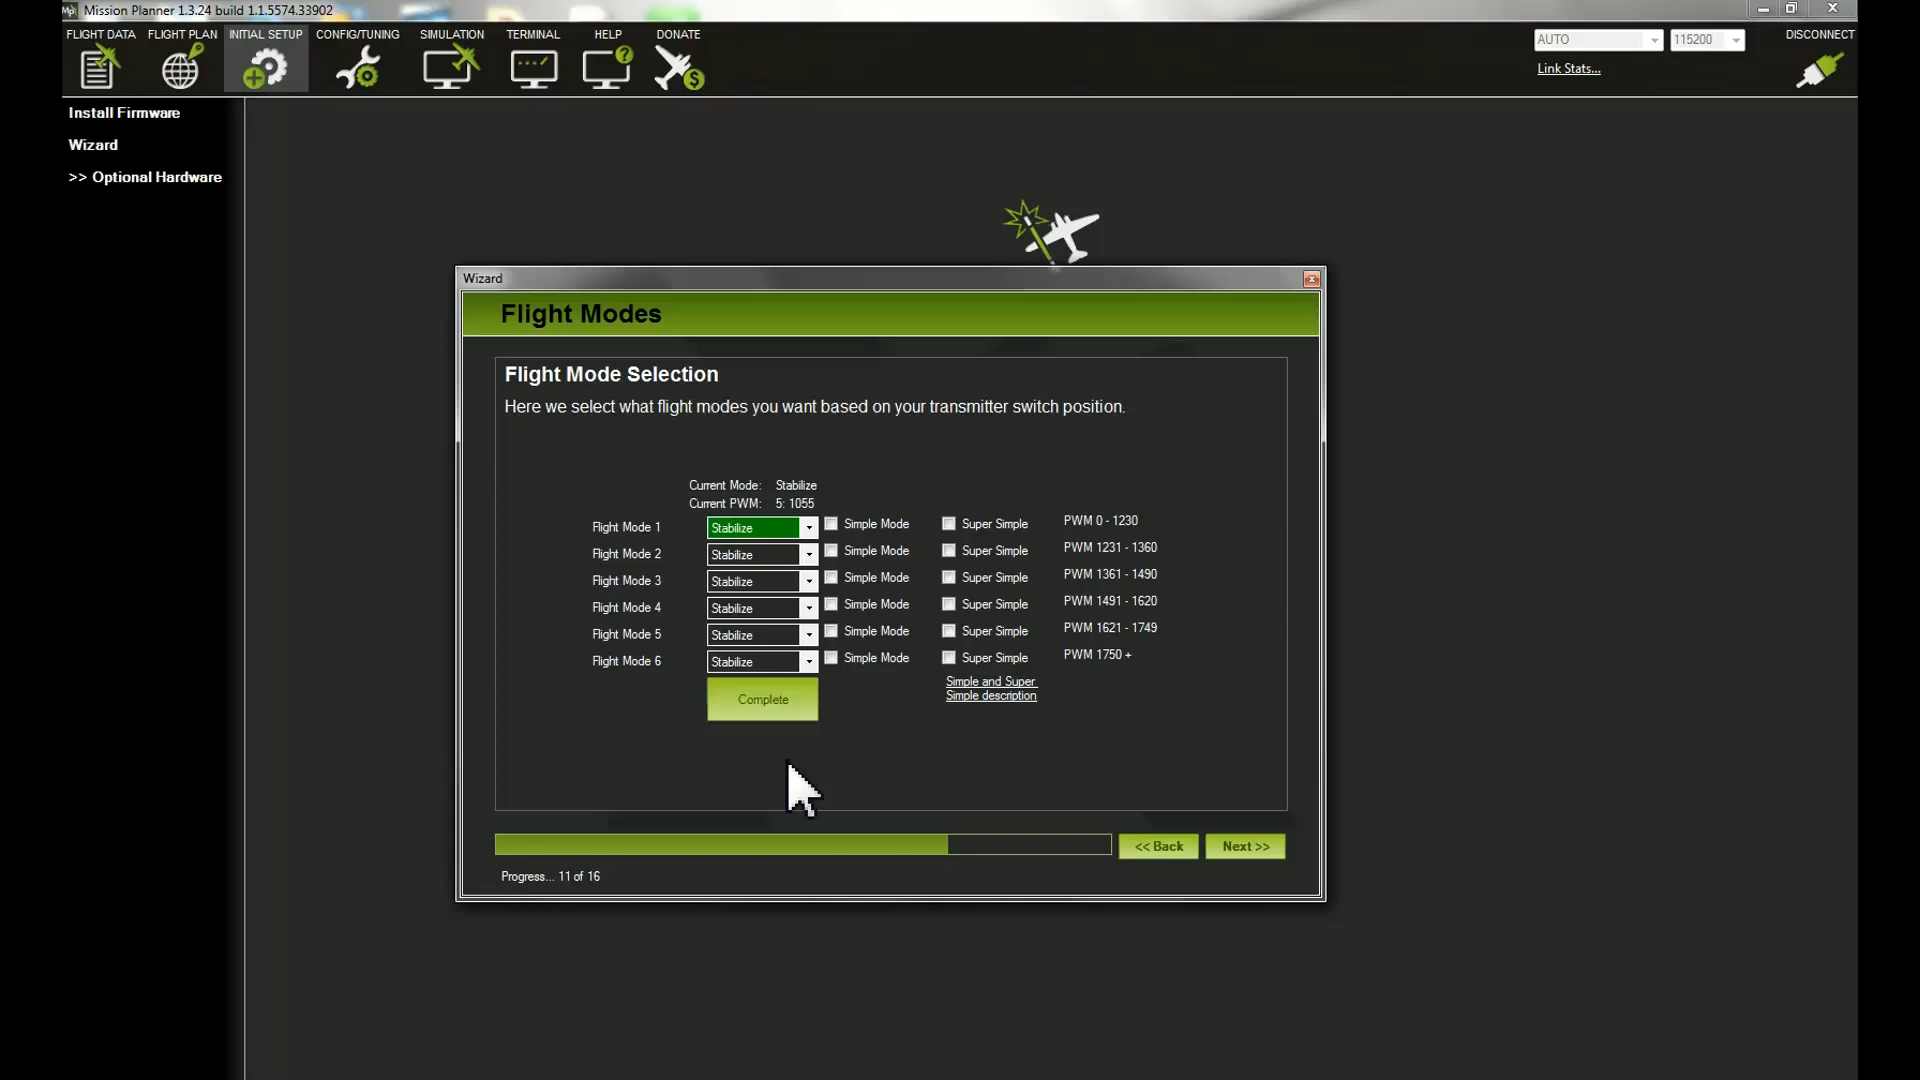 Mission Planner 1.3.24 build 1.1.5574.33902
FLIGHT DATA FLIGHT PLAN INITIAL SETUP CONFIG/TUNING SIMULATION TERMINAL HELP DONATE
AUTO 115200 DISCONNECT
Link Stats...
Install Firmware
Wizard
>> Optional Hardware
Wizard
Flight Modes
Flight Mode Selection
Here we select what flight modes you want based on your transmitter switch position.
Current Mode: Stabilize
Current PWM: 5: 1055
Flight Mode 1 Stabilize Simple Mode Super Simple PWM 0 - 1230
Flight Mode 2 Stabilize Simple Mode Super Simple PWM 1231 - 1360
Flight Mode 3 Stabilize Simple Mode Super Simple PWM 1361 - 1490
Flight Mode 4 Stabilize Simple Mode Super Simple PWM 1491 - 1620
Flight Mode 5 Stabilize Simple Mode Super Simple PWM 1621 - 1749
Flight Mode 6 Stabilize Simple Mode Super Simple PWM 1750 +
Complete
Simple and Super
Simple description
<< Back Next >>
Progress... 11 of 16